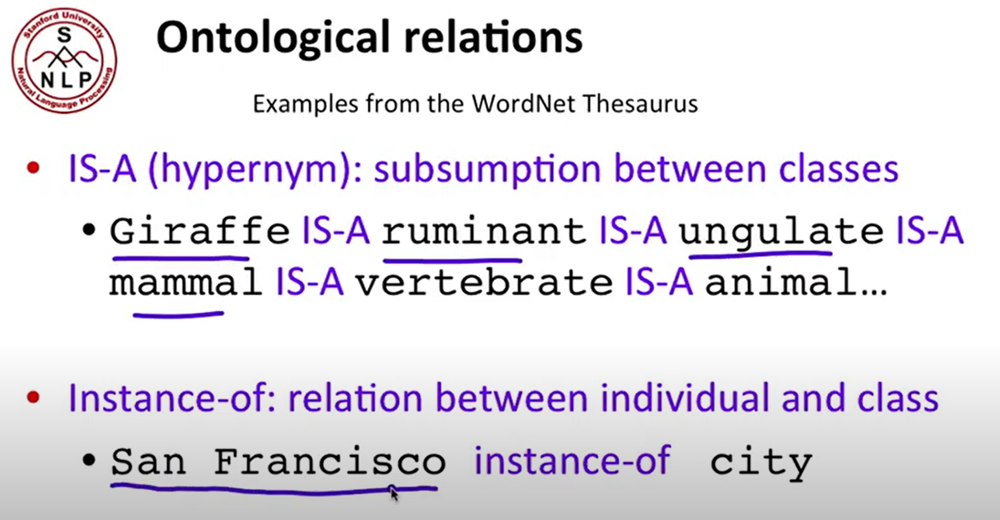 Stanford University
S
NLP
Natural Language Processing
Ontological relations
Examples from the WordNet Thesaurus
• IS-A (hypernym): subsumption between classes
• Giraffe IS-A ruminant IS-A ungulate IS-A
mammal IS-A vertebrate IS-A animal…
• Instance-of: relation between individual and class
• San Francisco instance-of city